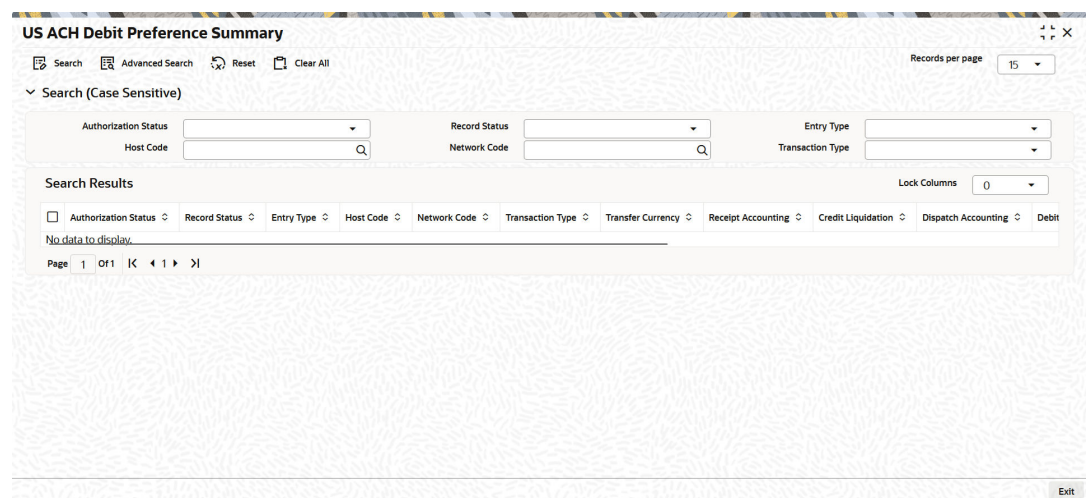 US ACH Debit Preference Summary
Search Advanced Search Reset Clear All Records per page 15
Search (Case Sensitive)
Authorization Status Record Status Entry Type
Host Code Network Code Transaction Type
Search Results Lock Columns 0
Authorization Status Record Status Entry Type Host Code Network Code Transaction Type Transfer Currency Receipt Accounting Credit Liquidation Dispatch Accounting Debit
No data to display.
Page 1 Of 1 1
Exit